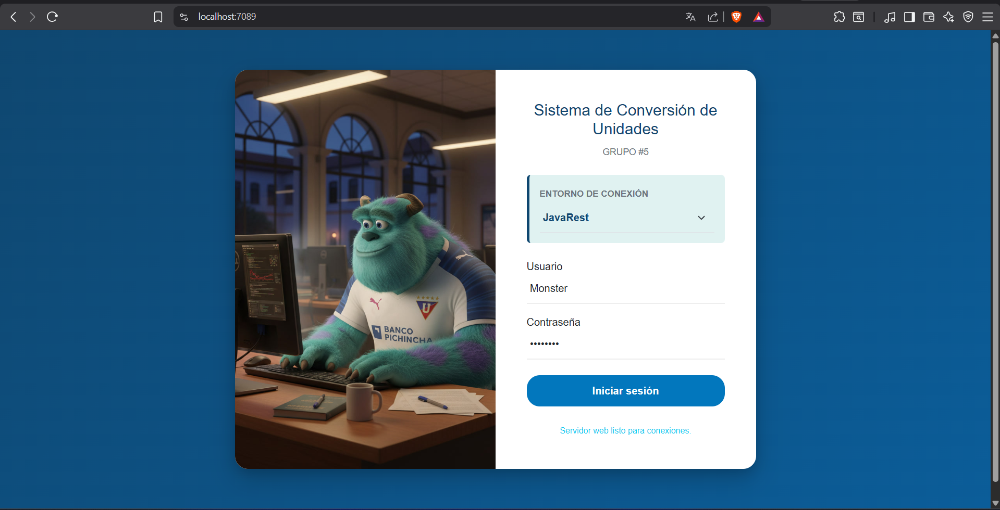 localhost:7089
Sistema de Conversión de
Unidades
GRUPO #5
ENTORNO DE CONEXIÓN
JavaRest
Usuario
Monster
Contraseña
••••••••
Iniciar sesión
Servidor web listo para conexiones.
U
BANCO
PICHINCHA